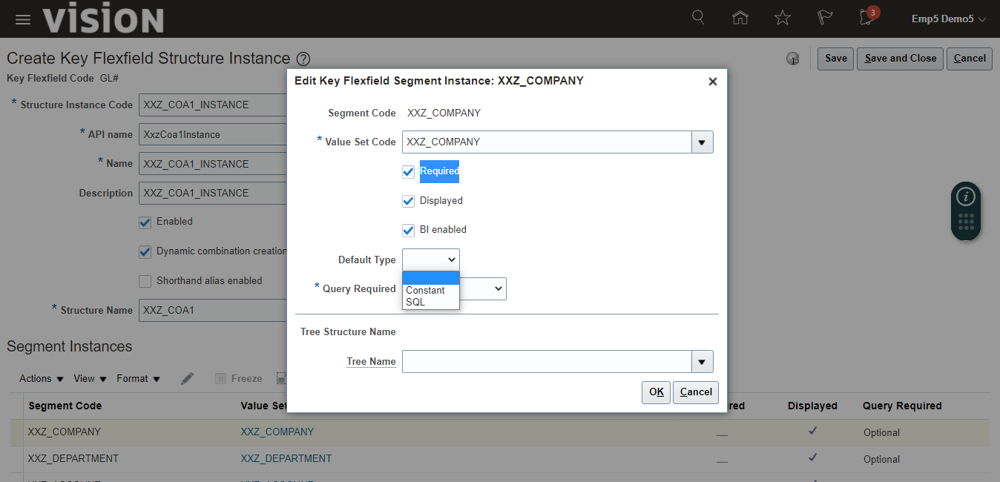 VISION
3
Emp5 Demo5
Create Key Flexfield Structure Instance ?
Save
Save and Close
Cancel
Key Flexfield Code GL#
* Structure Instance Code XXZ_COA1_INSTANCE
* API name XxzCoa1Instance
* Name XXZ_COA1_INSTANCE
Description XXZ_COA1_INSTANCE
Enabled
Dynamic combination creation
Shorthand alias enabled
* Structure Name XXZ_COA1
Edit Key Flexfield Segment Instance: XXZ_COMPANY
Segment Code XXZ_COMPANY
* Value Set Code XXZ_COMPANY
Required
Displayed
BI enabled
Default Type
Constant
SQL
* Query Required
Tree Structure Name
Tree Name
OK
Cancel
Segment Instances
Actions View Format Freeze
Segment Code Value Set red Displayed Query Required
XXZ_COMPANY XXZ_COMPANY Optional
XXZ_DEPARTMENT XXZ_DEPARTMENT Optional